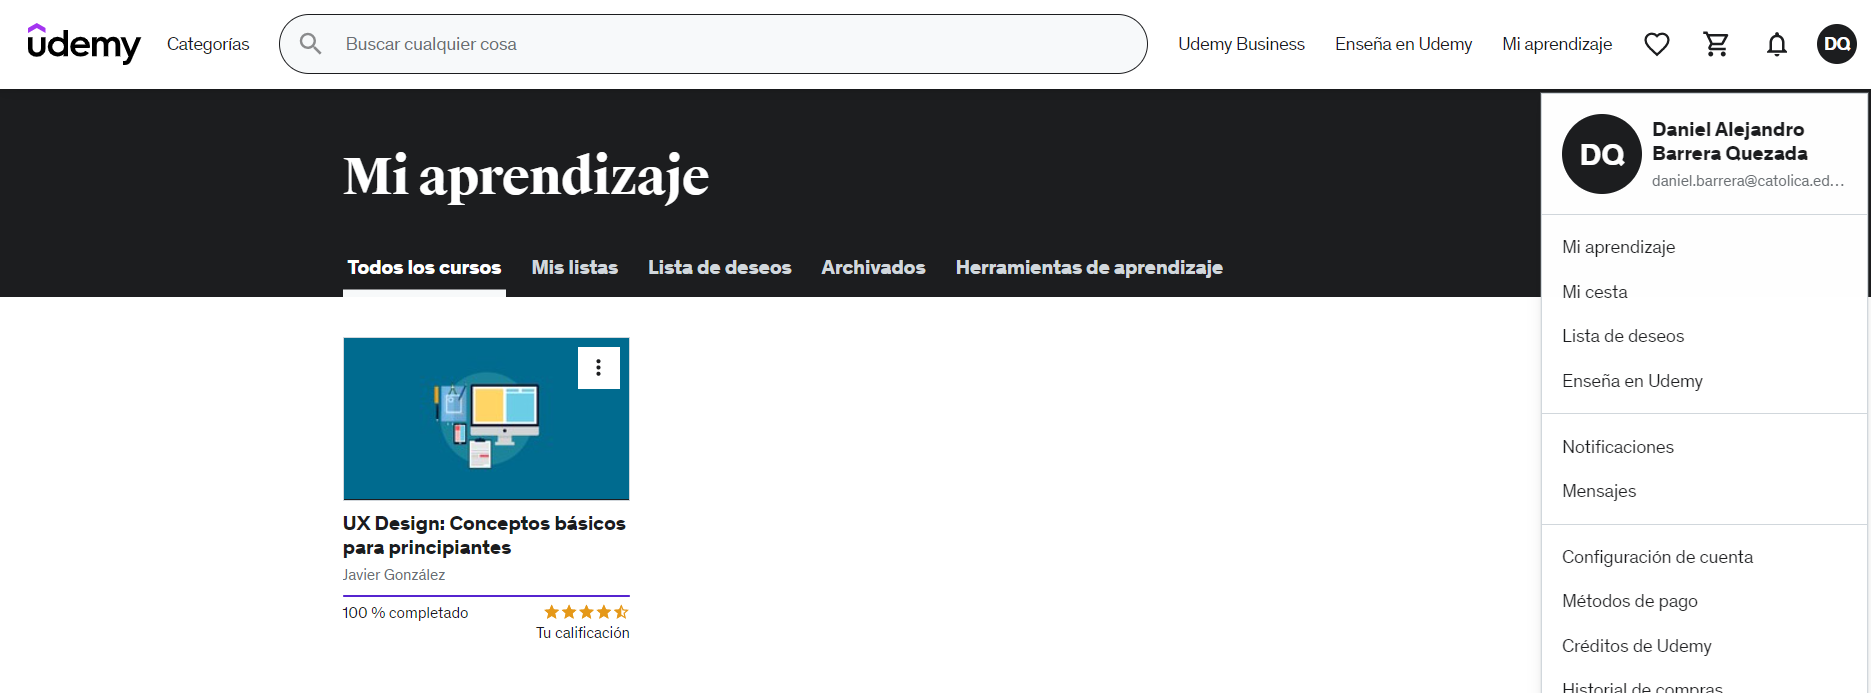 udemy
Categorías
Buscar cualquier cosa
Udemy Business
Enseña en Udemy
Mi aprendizaje
DQ
Mi aprendizaje
Todos los cursos
Mis listas
Lista de deseos
Archivados
Herramientas de aprendizaje
UX Design: Conceptos básicos
para principiantes
Javier González
100 % completado
Tu calificación
DQ
Daniel Alejandro
Barrera Quezada
daniel.barrera@catolica.ed...
Mi aprendizaje
Mi cesta
Lista de deseos
Enseña en Udemy
Notificaciones
Mensajes
Configuración de cuenta
Métodos de pago
Créditos de Udemy
Historial de compras